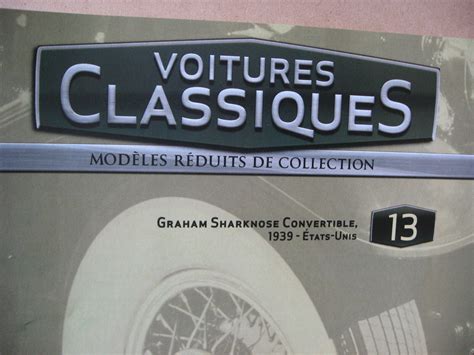 VOITURES
CLASSIQUES
MODÈLES RÉDUITS DE COLLECTION
GRAHAM SHARKNOSE CONVERTIBLE,
1939 - ÉTATS-UNIS
13